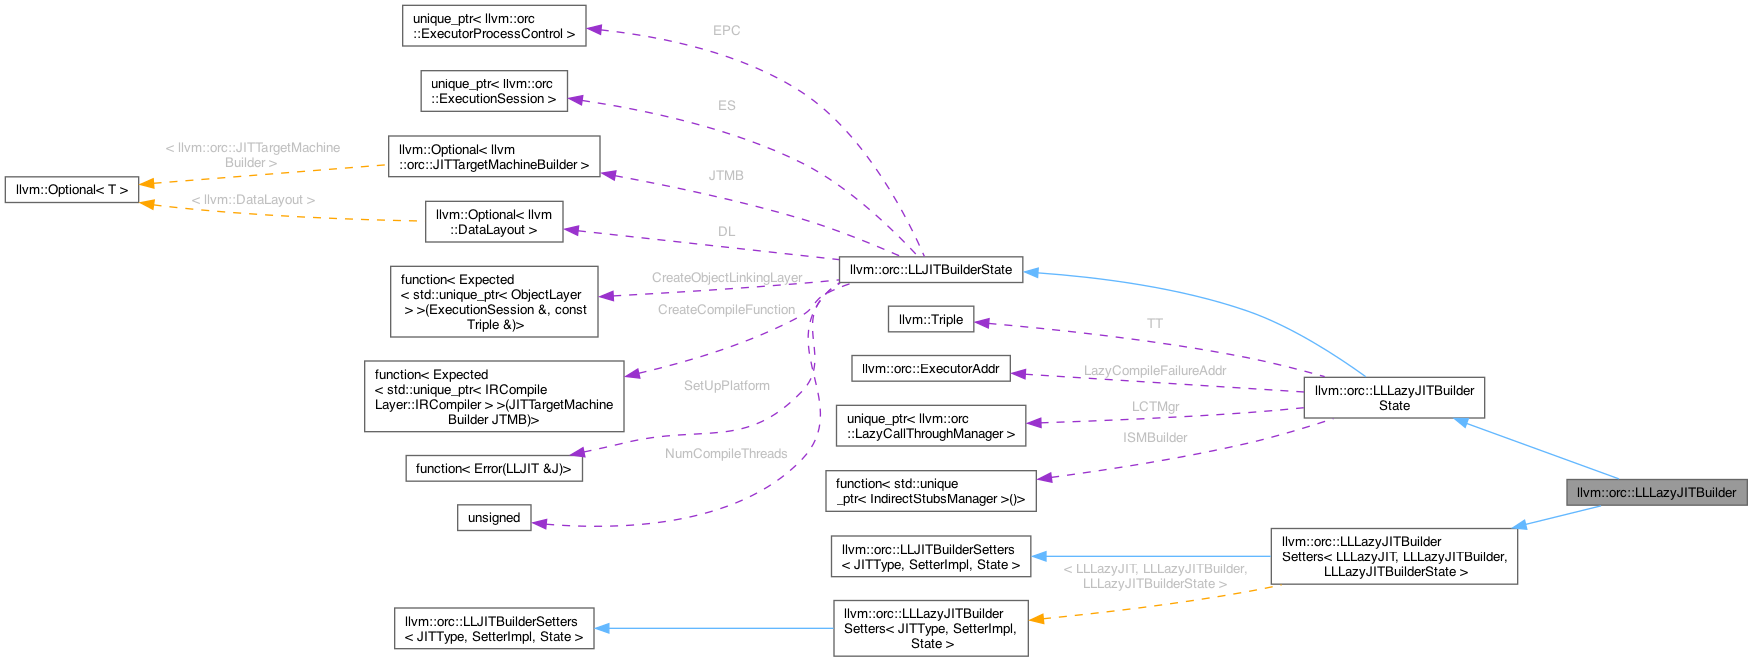 unique_ptr< llvm::orc
::ExecutorProcessControl >
EPC
unique_ptr< llvm::orc
::ExecutionSession >
ES
< llvm::orc::JITTargetMachine
Builder >
llvm::Optional< llvm
::orc::JITTargetMachineBuilder >
JTMB
llvm::Optional< T >
< llvm::DataLayout >
llvm::Optional< llvm
::DataLayout >
DL
llvm::orc::LLJITBuilderState
function< Expected
< std::unique_ptr< ObjectLayer
> >(ExecutionSession &, const
Triple &)>
CreateObjectLinkingLayer
CreateCompileFunction
llvm::Triple
TT
function< Expected
< std::unique_ptr< IRCompile
Layer::IRCompiler > >(JITTargetMachine
Builder JTMB)>
SetUpPlatform
llvm::orc::ExecutorAddr
LazyCompileFailureAddr
llvm::orc::LLLazyJITBuilder
State
unique_ptr< llvm::orc
::LazyCallThroughManager >
LCTMgr
ISMBuilder
function< Error(LLJIT &J)>
NumCompileThreads
function< std::unique
_ptr< IndirectStubsManager >()>
unsigned
llvm::orc::LLLazyJITBuilder
llvm::orc::LLJITBuilderSetters
< JITType, SetterImpl, State >
llvm::orc::LLLazyJITBuilder
Setters< LLLazyJIT, LLLazyJITBuilder,
LLLazyJITBuilderState >
< LLLazyJIT, LLLazyJITBuilder,
LLLazyJITBuilderState >
llvm::orc::LLJITBuilderSetters
< JITType, SetterImpl, State >
llvm::orc::LLLazyJITBuilder
Setters< JITType, SetterImpl,
State >